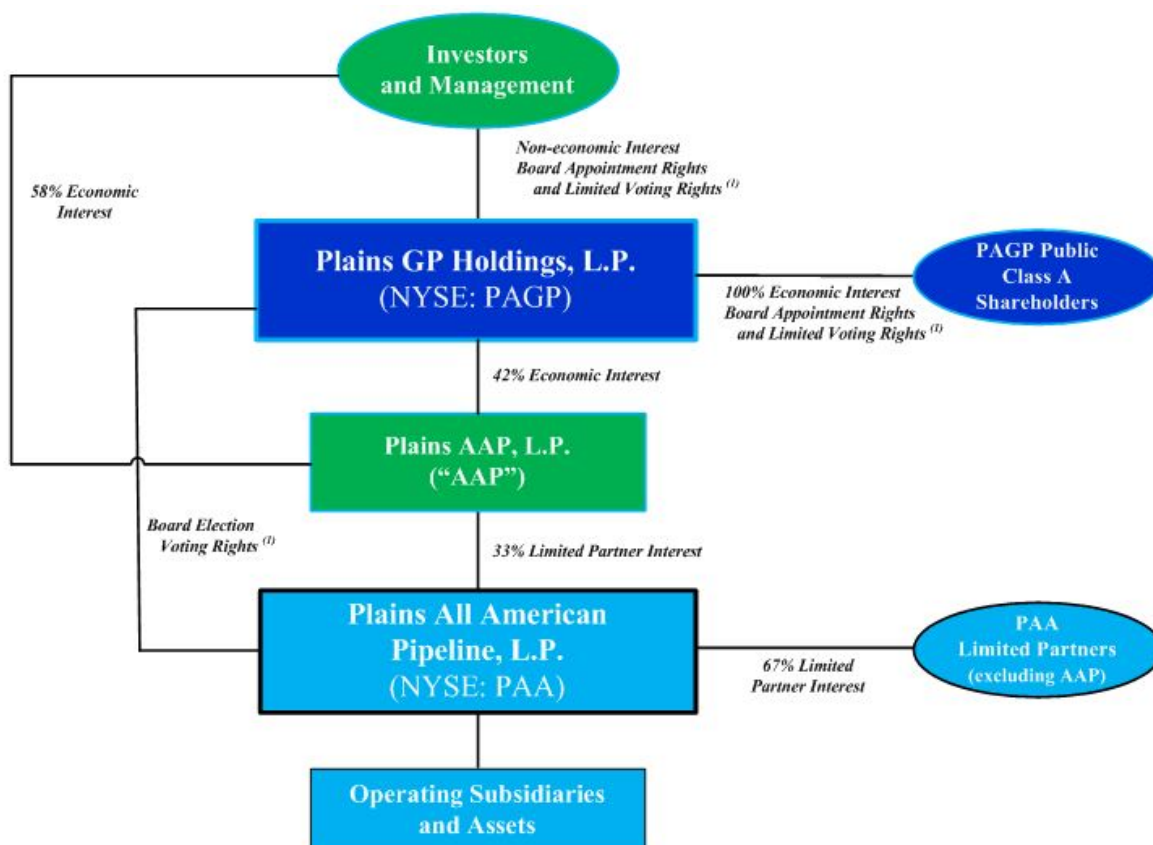 Investors
and Management
Non-economic Interest
Board Appointment Rights
and Limited Voting Rights (1)
58% Economic
Interest
Plains GP Holdings, L.P.
(NYSE: PAGP)
PAGP Public
Class A
Shareholders
100% Economic Interest
Board Appointment Rights
and Limited Voting Rights (1)
42% Economic Interest
Plains AAP, L.P.
(“AAP”)
Board Election
Voting Rights (1)
33% Limited Partner Interest
Plains All American
Pipeline, L.P.
(NYSE: PAA)
PAA
Limited Partners
(excluding AAP)
67% Limited
Partner Interest
Operating Subsidiaries
and Assets